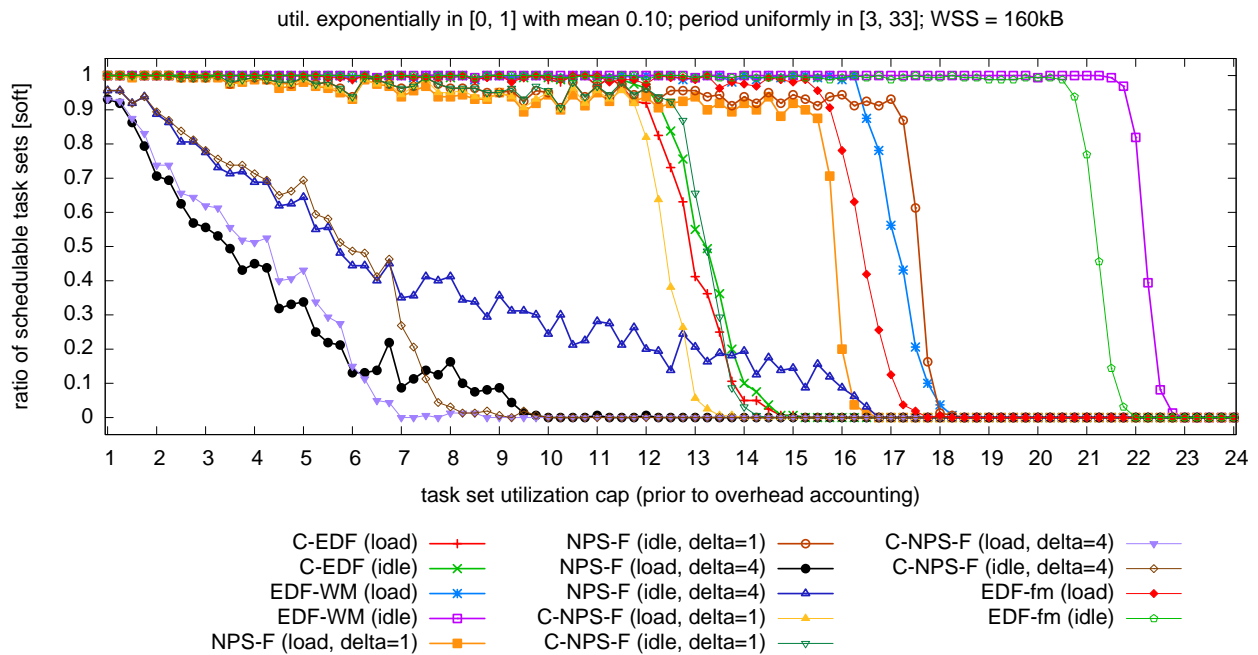 util. exponentially in [0, 1] with mean 0.10; period uniformly in [3, 33]; WSS = 160kB
ratio of schedulable task sets [soft]
1
0.9
0.8
0.7
0.6
0.5
0.4
0.3
0.2
0.1
0
1 2 3 4 5 6 7 8 9 10 11 12 13 14 15 16 17 18 19 20 21 22 23 24
task set utilization cap (prior to overhead accounting)
C-EDF (load)
C-EDF (idle)
EDF-WM (load)
EDF-WM (idle)
NPS-F (load, delta=1)
NPS-F (idle, delta=1)
NPS-F (load, delta=4)
NPS-F (idle, delta=4)
C-NPS-F (load, delta=1)
C-NPS-F (idle, delta=1)
C-NPS-F (load, delta=4)
C-NPS-F (idle, delta=4)
EDF-fm (load)
EDF-fm (idle)